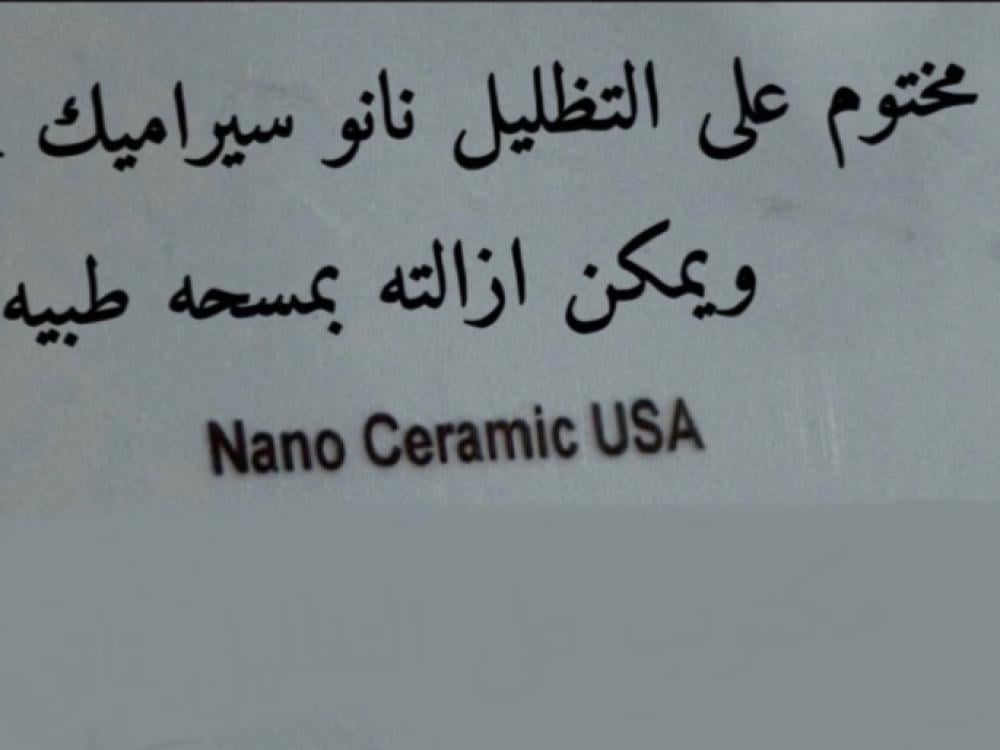 مختوم على التظليل نانو سيراميك
ويمكن ازالته بمسحه طبيه
Nano Ceramic USA